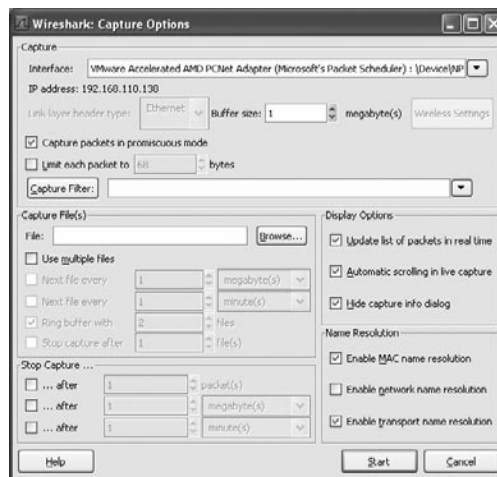 Wireshark: Capture Options
Capture
Interface: VMware Accelerated AMD PCNet Adapter (Microsoft's Packet Scheduler) : \Device\NP
IP address: 192.168.110.130
Link-layer header type: Ethernet Buffer size: 1 megabyte(s) Wireless Settings
Capture packets in promiscuous mode
Limit each packet to 68 bytes
Capture Filter:
Capture File(s)
File: Browse...
Use multiple files
Next file every 1 megabyte(s)
Next file every 1 minute(s)
Ring buffer with 2 files
Stop capture after 1 file(s)
Stop Capture ...
... after 1 packet(s)
... after 1 megabyte(s)
... after 1 minute(s)
Display Options
Update list of packets in real time
Automatic scrolling in live capture
Hide capture info dialog
Name Resolution
Enable MAC name resolution
Enable network name resolution
Enable transport name resolution
Help Start Cancel